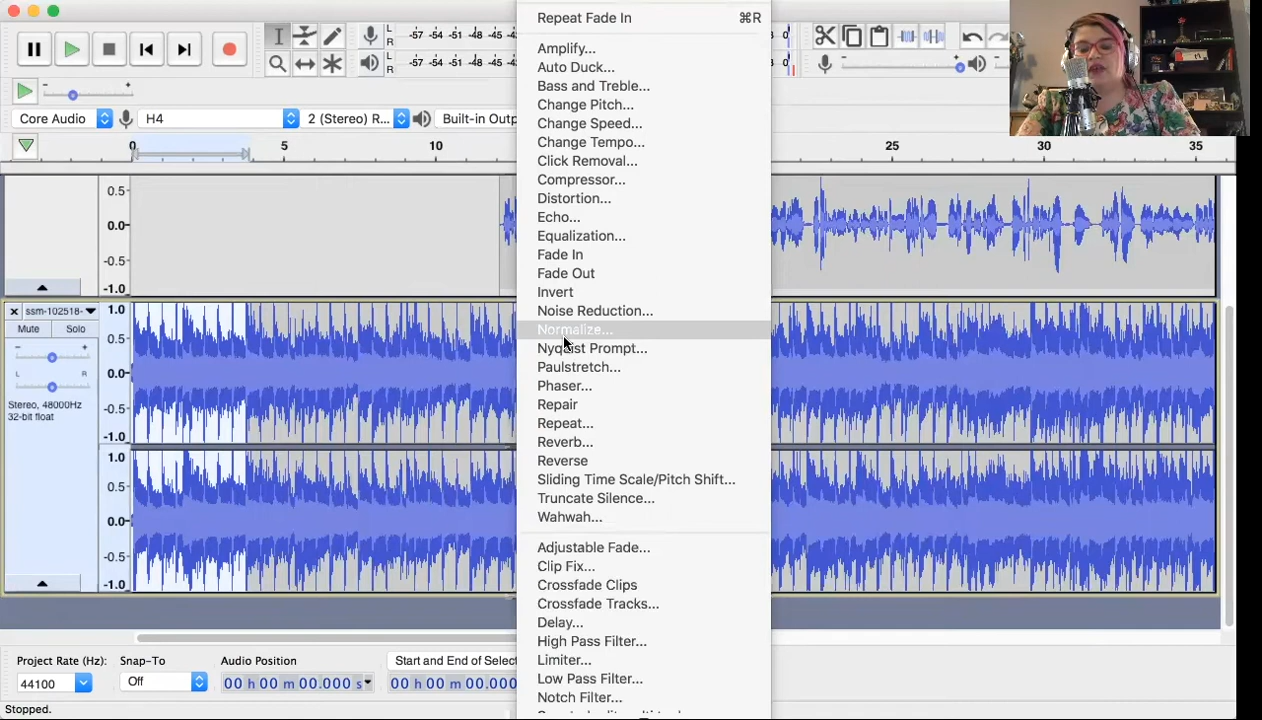 Repeat Fade In ⌘R
L
R
-57 -54 -51 -48 -45 -4
0
L
R
-57 -54 -51 -48 -45 -4
0
Core Audio
H4
2 (Stereo) R...
Built-in Outp
0 5 10 25 30 35
Amplify...
Auto Duck...
Bass and Treble...
Change Pitch...
Change Speed...
Change Tempo...
Click Removal...
Compressor...
Distortion...
Echo...
Equalization...
Fade In
Fade Out
Invert
Noise Reduction...
Normalize...
Nyquist Prompt...
Paulstretch...
Phaser...
Repair
Repeat...
Reverb...
Reverse
Sliding Time Scale/Pitch Shift...
Truncate Silence...
Wahwah...
Adjustable Fade...
Clip Fix...
Crossfade Clips
Crossfade Tracks...
Delay...
High Pass Filter...
Limiter...
Low Pass Filter...
Notch Filter...
0.5
0.0
-0.5
ssm-102518-
Mute Solo
L R
Stereo, 48000Hz
32-bit float
1.0
0.5
0.0
-0.5
-1.0
1.0
0.5
0.0
-0.5
-1.0
Project Rate (Hz): Snap-To Audio Position Start and End of Select
44100 Off 00 h 00 m 00.000 s 00 h 00 m 00.000
Stopped.